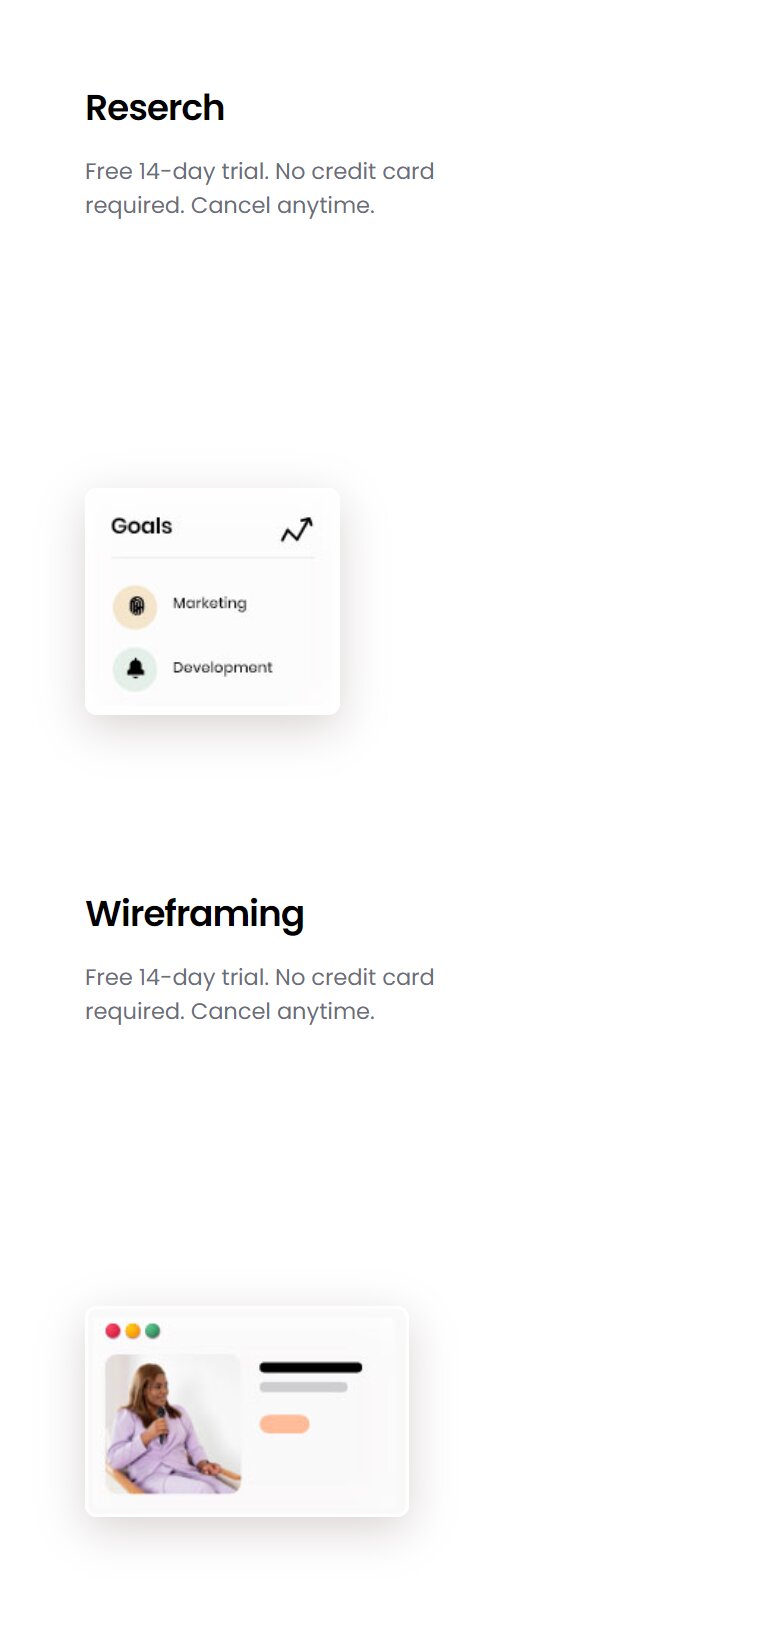 Reserch
Free 14-day trial. No credit card
required. Cancel anytime.
Goals
Marketing
Development
Wireframing
Free 14-day trial. No credit card
required. Cancel anytime.